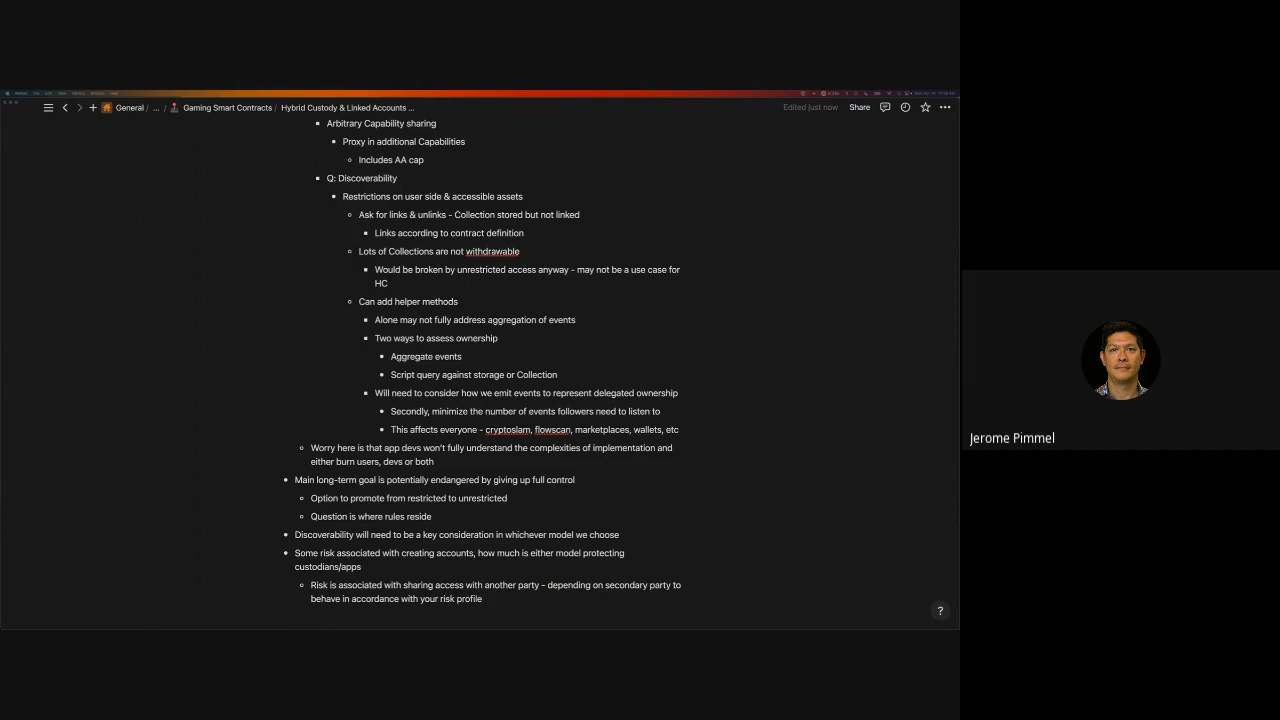 General / ... / Gaming Smart Contracts / Hybrid Custody & Linked Accounts ...
Edited just now
Share
Arbitrary Capability sharing
Proxy in additional Capabilities
Includes AA cap
Q: Discoverability
Restrictions on user side & accessible assets
Ask for links & unlinks - Collection stored but not linked
Links according to contract definition
Lots of Collections are not withdrawable
Would be broken by unrestricted access anyway - may not be a use case for
HC
Can add helper methods
Alone may not fully address aggregation of events
Two ways to assess ownership
Aggregate events
Script query against storage or Collection
Will need to consider how we emit events to represent delegated ownership
Secondly, minimize the number of events followers need to listen to
This affects everyone - cryptoslam, flowscan, marketplaces, wallets, etc
Worry here is that app devs won't fully understand the complexities of implementation and
either burn users, devs or both
Main long-term goal is potentially endangered by giving up full control
Option to promote from restricted to unrestricted
Question is where rules reside
Discoverability will need to be a key consideration in whichever model we choose
Some risk associated with creating accounts, how much is either model protecting
custodians/apps
Risk is associated with sharing access with another party - depending on secondary party to
behave in accordance with your risk profile
?
Jerome Pimmel